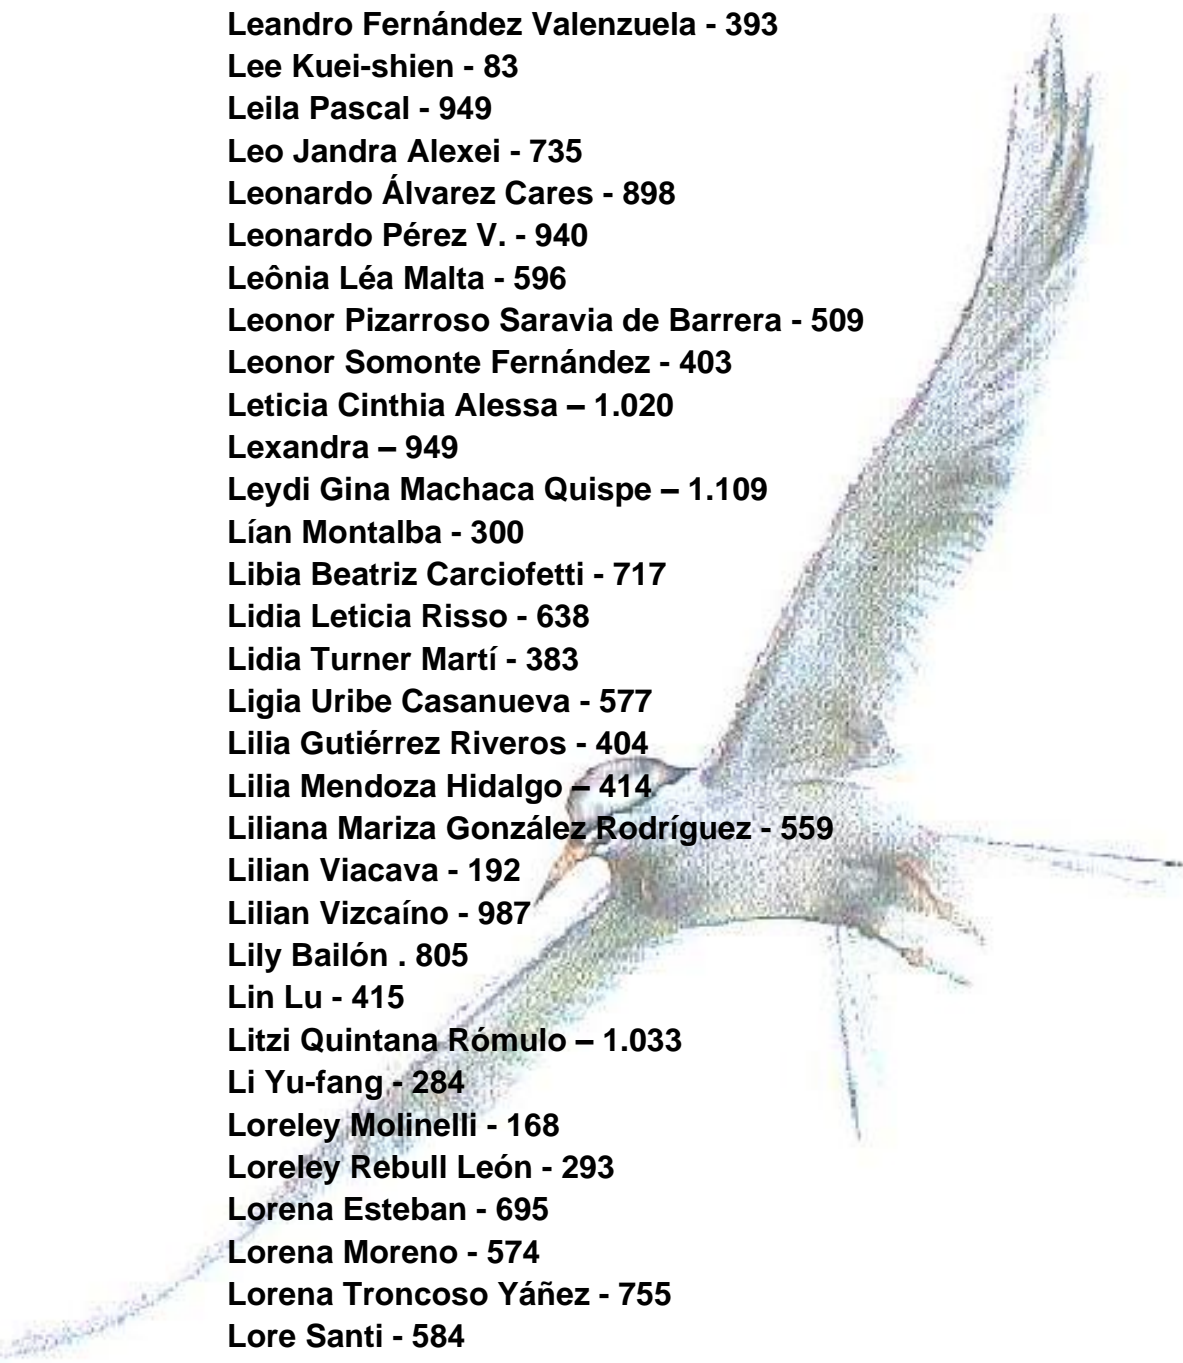 Leandro Fernández Valenzuela - 393
Lee Kuei-shien - 83
Leila Pascal - 949
Leo Jandra Alexei - 735
Leonardo Álvarez Cares - 898
Leonardo Pérez V. - 940
Leônia Léa Malta - 596
Leonor Pizarroso Saravia de Barrera - 509
Leonor Somonte Fernández - 403
Leticia Cinthia Alessa – 1.020
Lexandra – 949
Leydi Gina Machaca Quispe – 1.109
Lían Montalba - 300
Libia Beatriz Carciofetti - 717
Lidia Leticia Risso - 638
Lidia Turner Martí - 383
Ligia Uribe Casanueva - 577
Lilia Gutiérrez Riveros - 404
Lilia Mendoza Hidalgo – 414
Liliana Mariza González Rodríguez - 559
Lilian Viacava - 192
Lilian Vizcaíno - 987
Lily Bailón . 805
Lin Lu - 415
Litzi Quintana Rómulo – 1.033
Li Yu-fang - 284
Loreley Molinelli - 168
Loreley Rebull León - 293
Lorena Esteban - 695
Lorena Moreno - 574
Lorena Troncoso Yáñez - 755
Lore Santi - 584